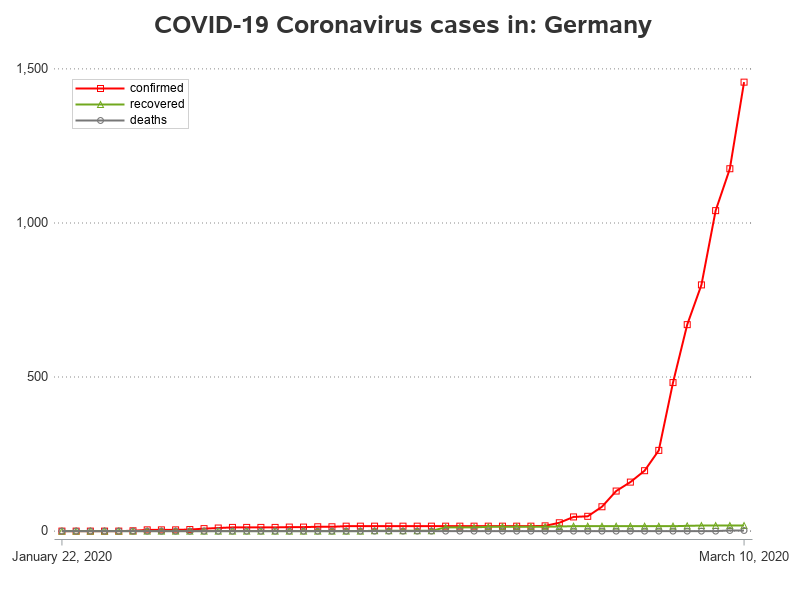 COVID-19 Coronavirus cases in: Germany
1,500
confirmed
recovered
deaths
1,000
500
0
January 22, 2020
March 10, 2020